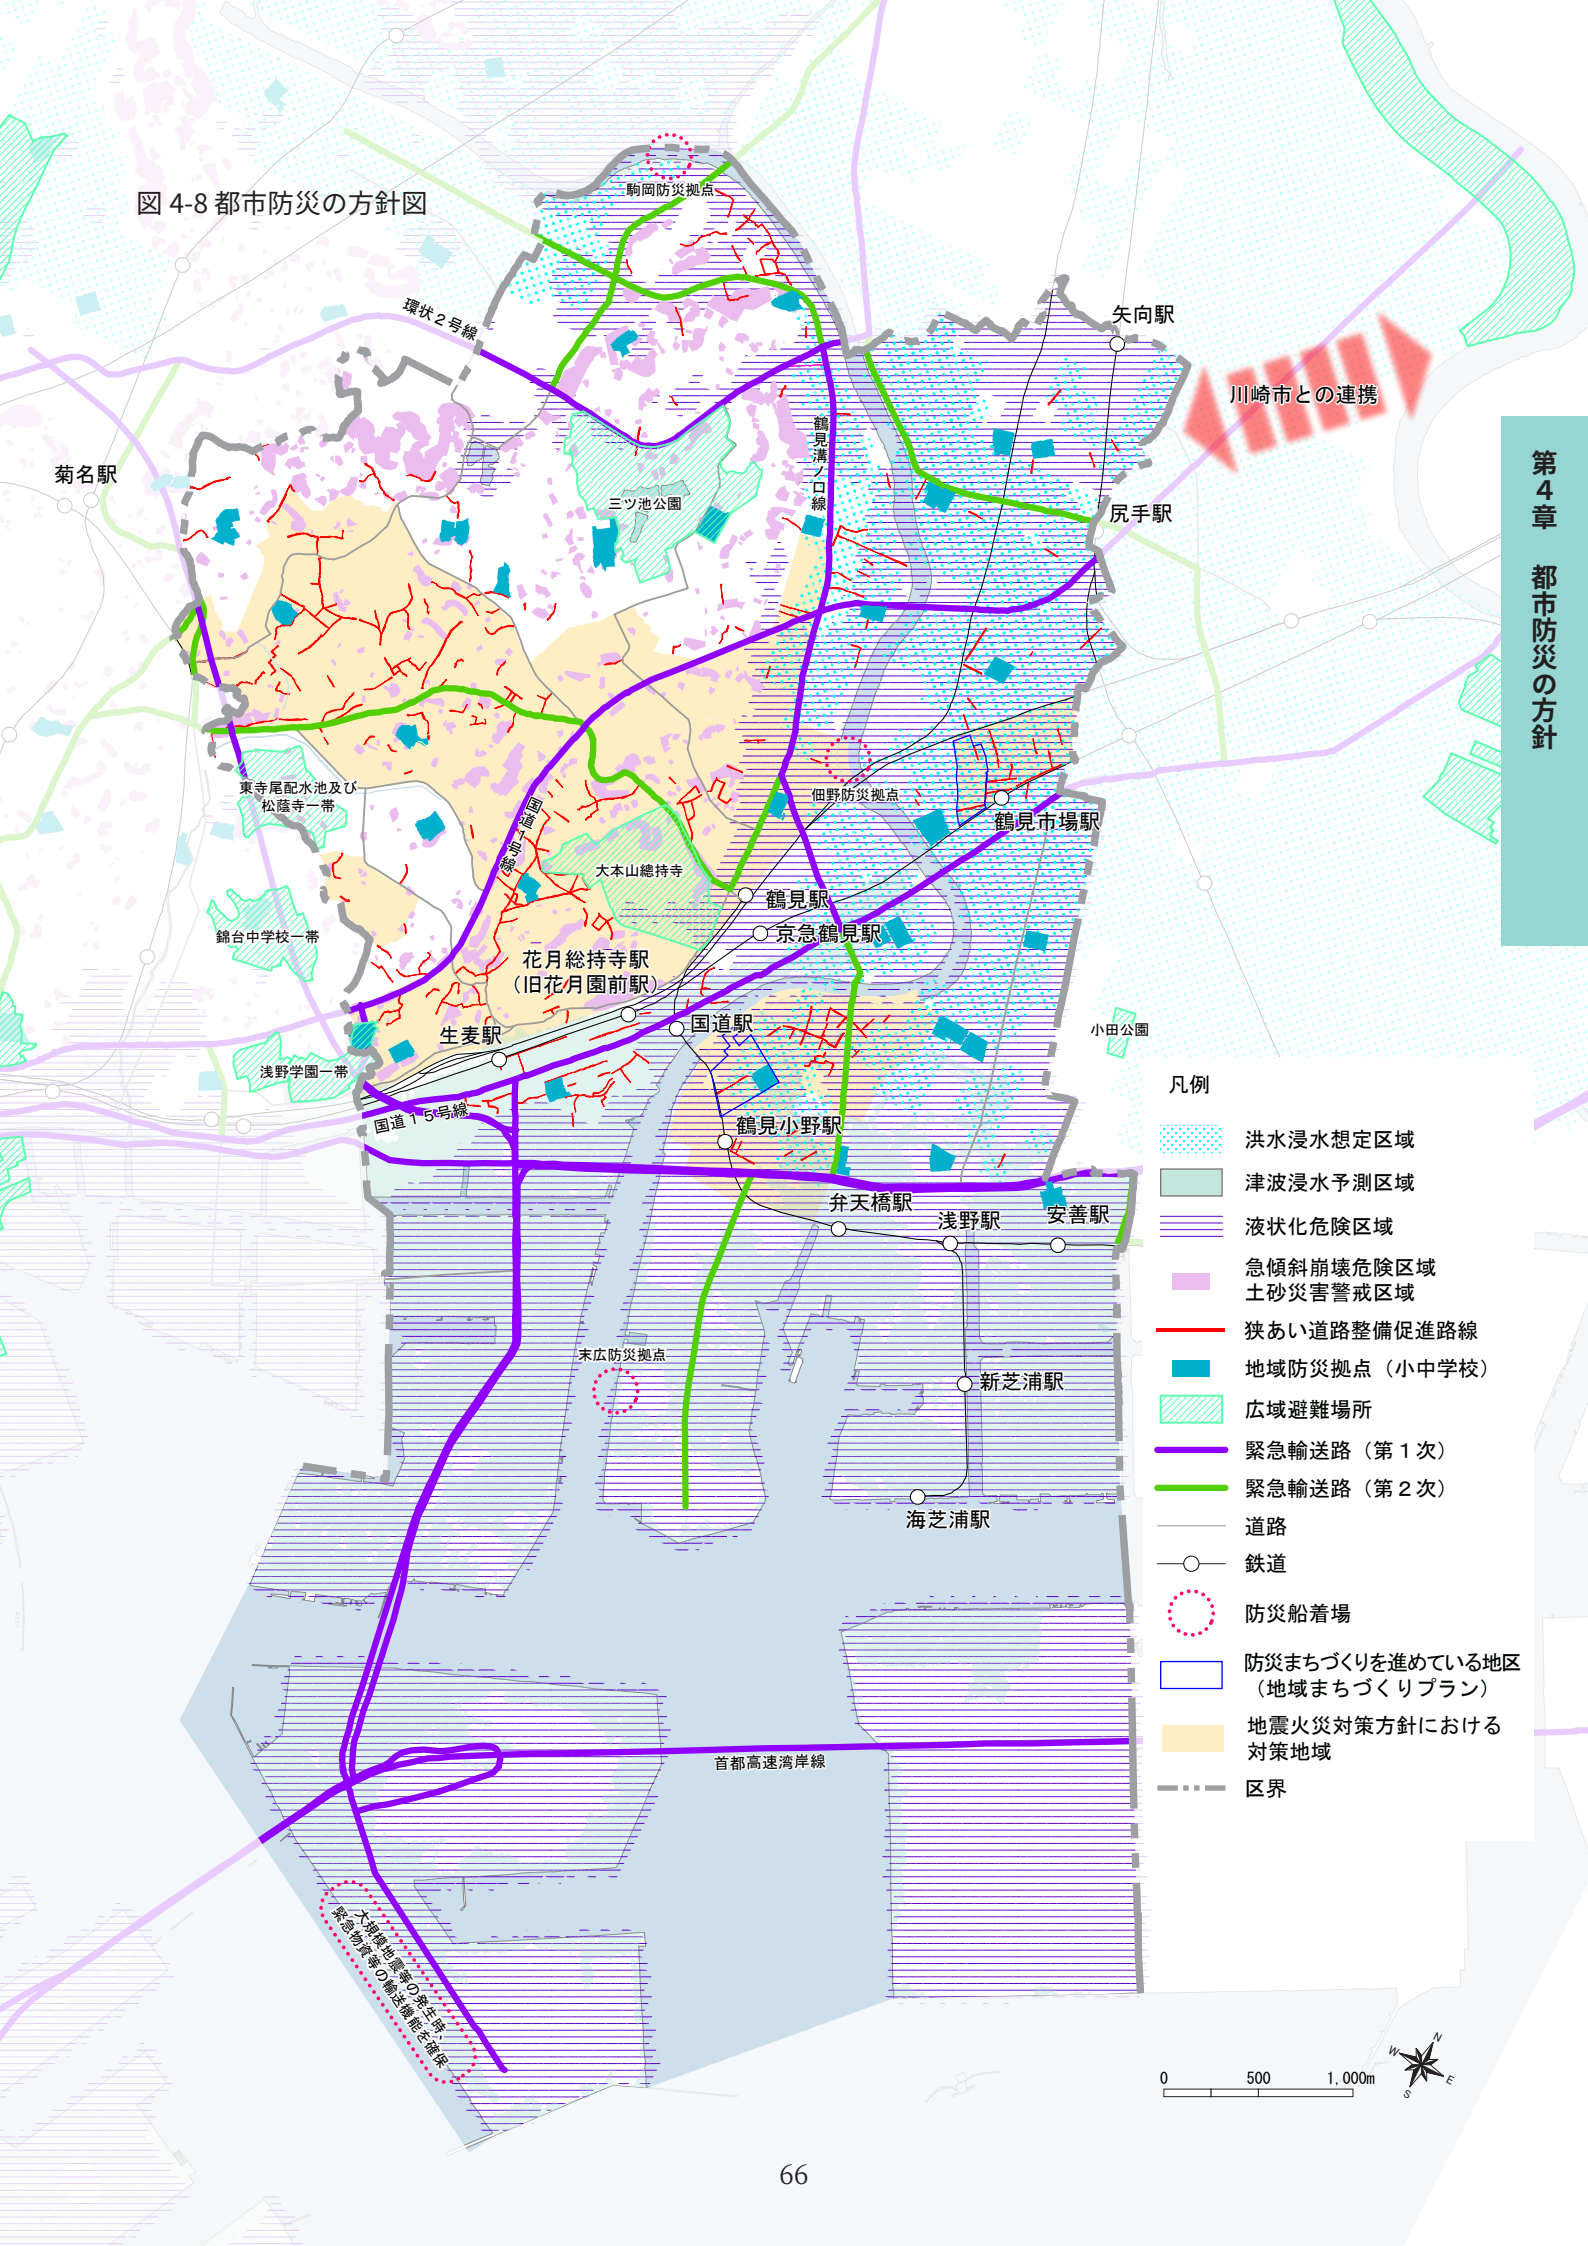 図 4-8 都市防災の方針図
駒岡防災拠点
環状２号線
矢向駅
川崎市との連携
鶴見溝ノ口線
菊名駅
三ツ池公園
尻手駅
第４章　都市防災の方針
東寺尾配水池及び
松蔭寺一帯
国道１号線
佃野防災拠点
鶴見市場駅
大本山總持寺
鶴見駅
京急鶴見駅
錦台中学校一帯
花月総持寺駅
（旧花月園前駅）
国道駅
生麦駅
小田公園
浅野学園一帯
国道１５号線
鶴見小野駅
弁天橋駅
浅野駅
安善駅
末広防災拠点
新芝浦駅
海芝浦駅
首都高速湾岸線
大規模地震等の発生時、
緊急物資等の輸送機能を確保
凡例
洪水浸水想定区域
津波浸水予測区域
液状化危険区域
急傾斜崩壊危険区域
土砂災害警戒区域
狭あい道路整備促進路線
地域防災拠点（小中学校）
広域避難場所
緊急輸送路（第１次）
緊急輸送路（第２次）
道路
鉄道
防災船着場
防災まちづくりを進めている地区
（地域まちづくりプラン）
地震火災対策方針における
対策地域
区界
0 500 1,000m
N
W
E
S
66